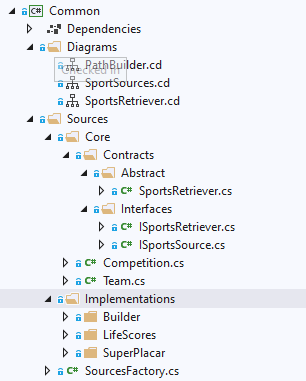 Common
Dependencies
Diagrams
PathBuilder.cd
Checked in
SportSources.cd
SportsRetriever.cd
Sources
Core
Contracts
Abstract
C# SportsRetriever.cs
Interfaces
C# ISportsRetriever.cs
C# ISportsSource.cs
C# Competition.cs
C# Team.cs
Implementations
Builder
LifeScores
SuperPlacar
C# SourcesFactory.cs